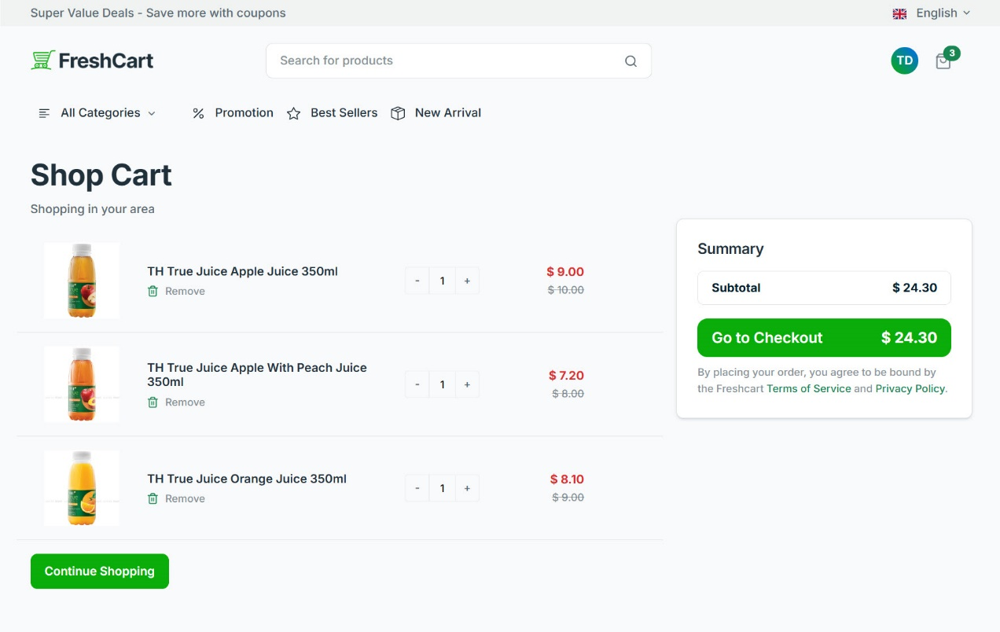 Super Value Deals - Save more with coupons
English
FreshCart
Search for products
TD
3
All Categories
Promotion
Best Sellers
New Arrival
Shop Cart
Shopping in your area
TH True Juice Apple Juice 350ml
Remove
- 1 +
$ 9.00
$ 10.00
TH True Juice Apple With Peach Juice
350ml
Remove
- 1 +
$ 7.20
$ 8.00
TH True Juice Orange Juice 350ml
Remove
- 1 +
$ 8.10
$ 9.00
Continue Shopping
Summary
Subtotal $ 24.30
Go to Checkout $ 24.30
By placing your order, you agree to be bound by
the Freshcart Terms of Service and Privacy Policy.